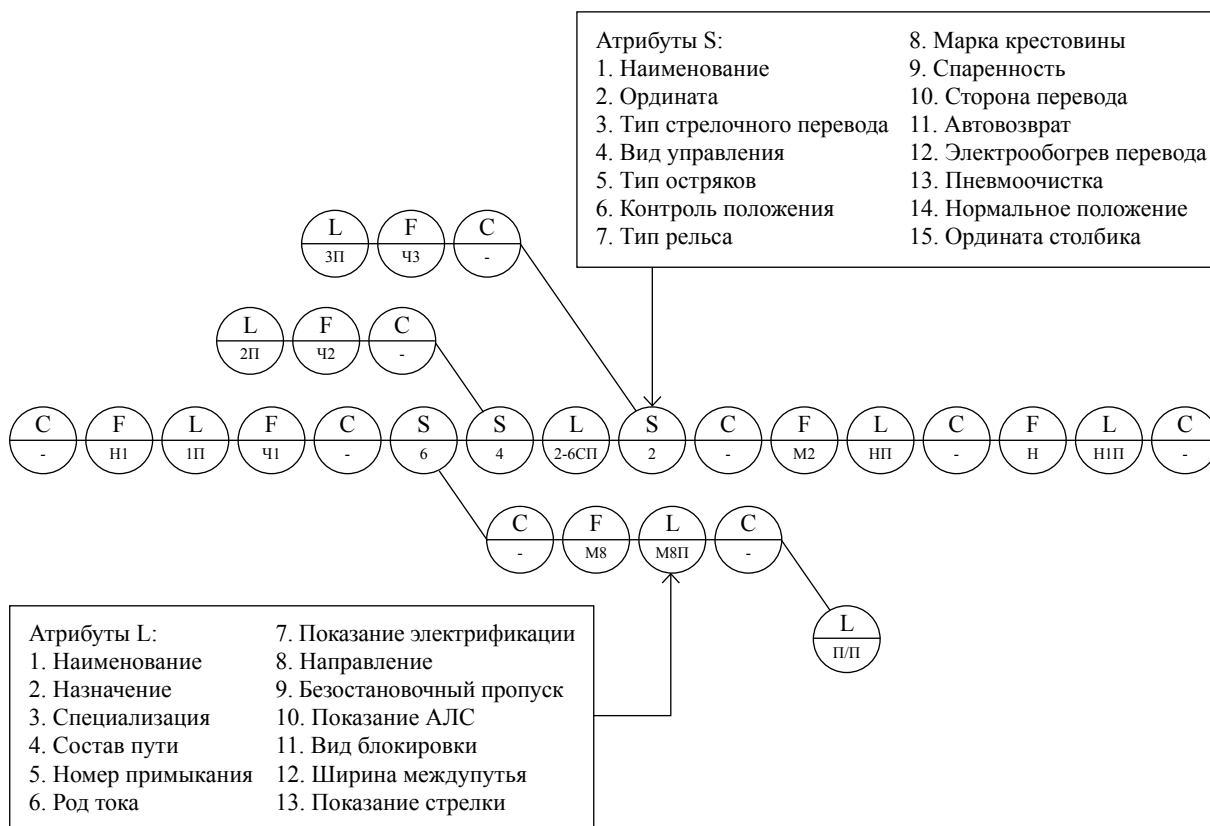 Атрибуты S:
1. Наименование
2. Ордината
3. Тип стрелочного перевода
4. Вид управления
5. Тип остряков
6. Контроль положения
7. Тип рельса
8. Марка крестовины
9. Спаренность
10. Сторона перевода
11. Автовозврат
12. Электрообогрев перевода
13. Пневмоочистка
14. Нормальное положение
15. Ордината столбика
L F C
3П Ч3 -
L F C
2П Ч2 -
C F L F C S S L S C F L C F L C
- Н1 1П Ч1 - 6 4 2-6СП 2 - М2 НП - Н Н1П -
C F L C
- М8 М8П -
L
П/П
Атрибуты L:
1. Наименование
2. Назначение
3. Специализация
4. Состав пути
5. Номер примыкания
6. Род тока
7. Показание электрификации
8. Направление
9. Безостановочный пропуск
10. Показание АЛС
11. Вид блокировки
12. Ширина междупутья
13. Показание стрелки